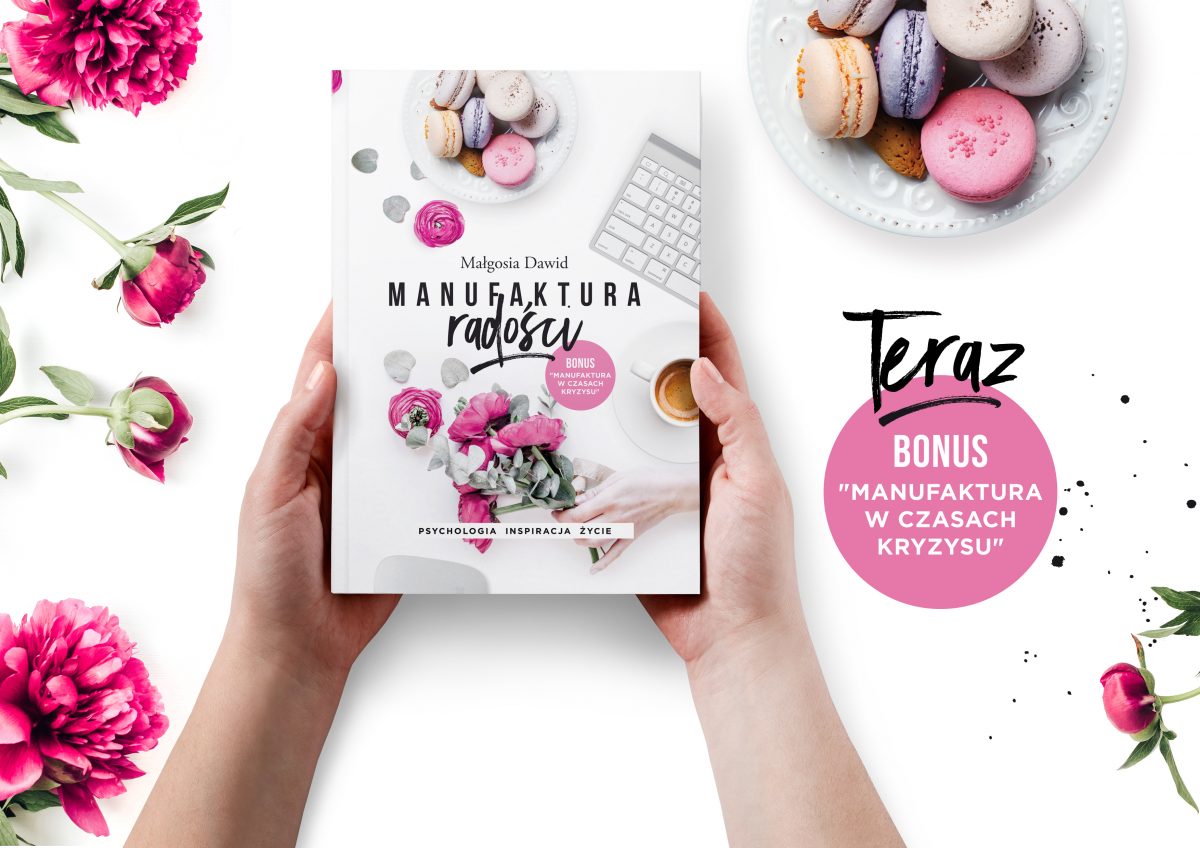 Małgosia Dawid
MANUFAKTURA
radości
BONUS
"MANUFAKTURA
W CZASACH
KRYZYSU"
PSYCHOLOGIA INSPIRACJA ŻYCIE
Teraz
BONUS
"MANUFAKTURA
W CZASACH
KRYZYSU"